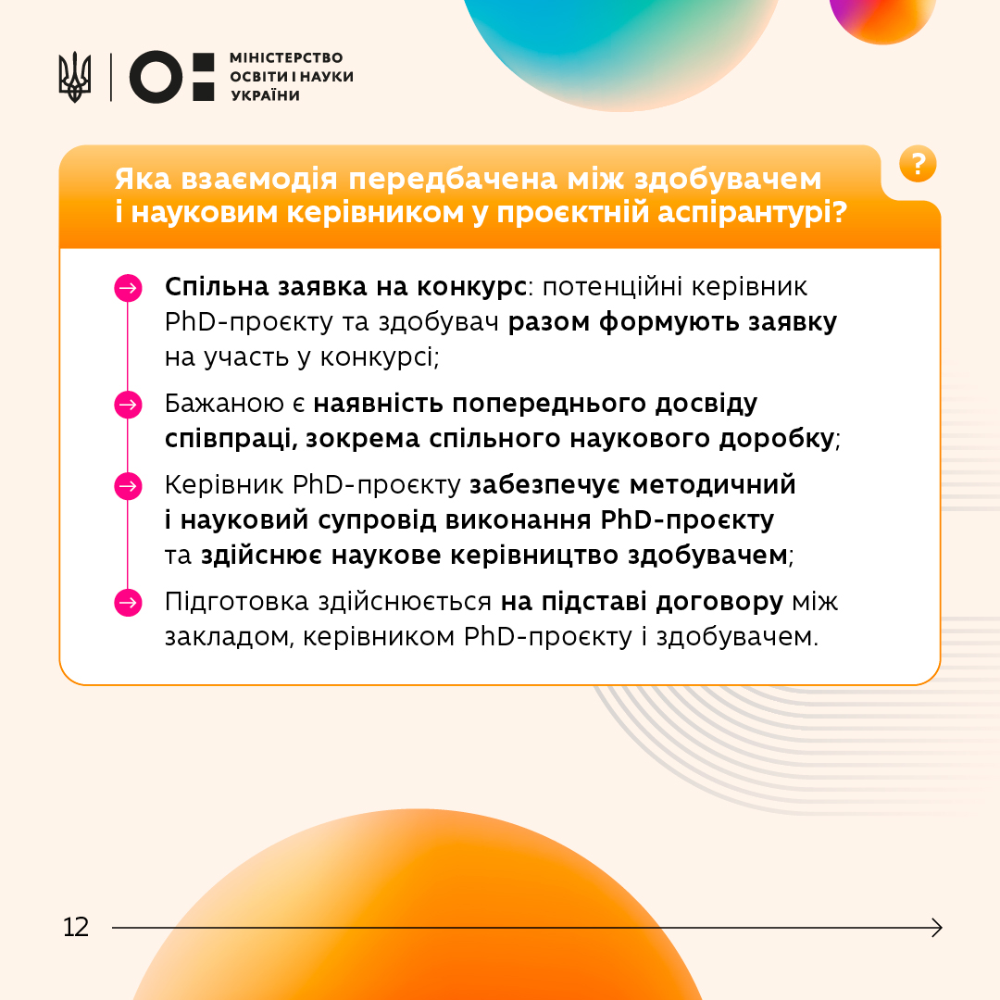 МІНІСТЕРСТВО
ОСВІТИ І НАУКИ
УКРАЇНИ
Яка взаємодія передбачена між здобувачем
і науковим керівником у проєктній аспірантурі?
?
Спільна заявка на конкурс: потенційні керівник
PhD-проєкту та здобувач разом формують заявку
на участь у конкурсі;
Бажаною є наявність попереднього досвіду
співпраці, зокрема спільного наукового доробку;
Керівник PhD-проєкту забезпечує методичний
і науковий супровід виконання PhD-проєкту
та здійснює наукове керівництво здобувачем;
Підготовка здійснюється на підставі договору між
закладом, керівником PhD-проєкту і здобувачем.
12